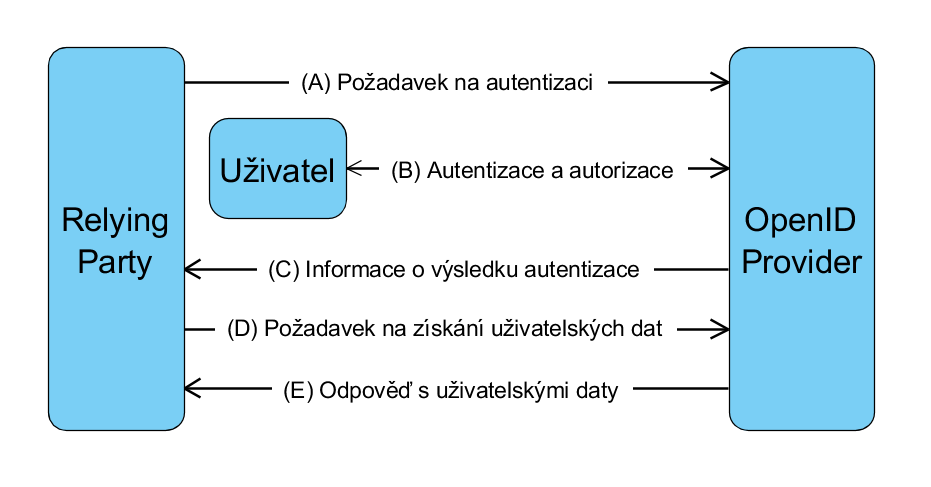 (A) Požadavek na autentizaci
Uživatel
(B) Autentizace a autorizace
Relying
Party
OpenID
Provider
(C) Informace o výsledku autentizace
(D) Požadavek na získání uživatelských dat
(E) Odpověď s uživatelskými daty